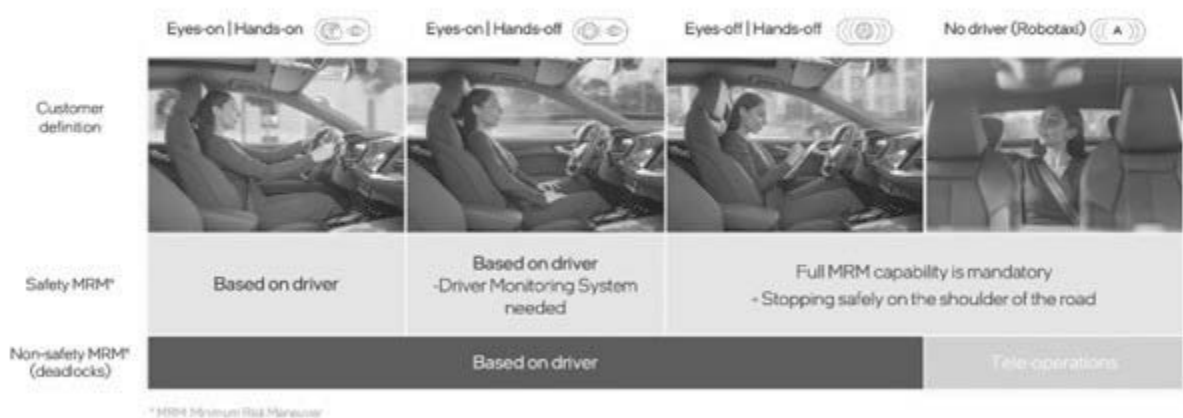 Eyes-on | Hands-on
Eyes-on | Hands-off
Eyes-off | Hands-off
No driver (Robotaxi)
A
Customer
definition
Safety MRM*
Based on driver
Based on driver
-Driver Monitoring System
needed
Full MRM capability is mandatory
- Stopping safely on the shoulder of the road
Non-safety MRM*
(deadlocks)
Based on driver
Tele-operations
* MRM: Minimum Risk Maneuver